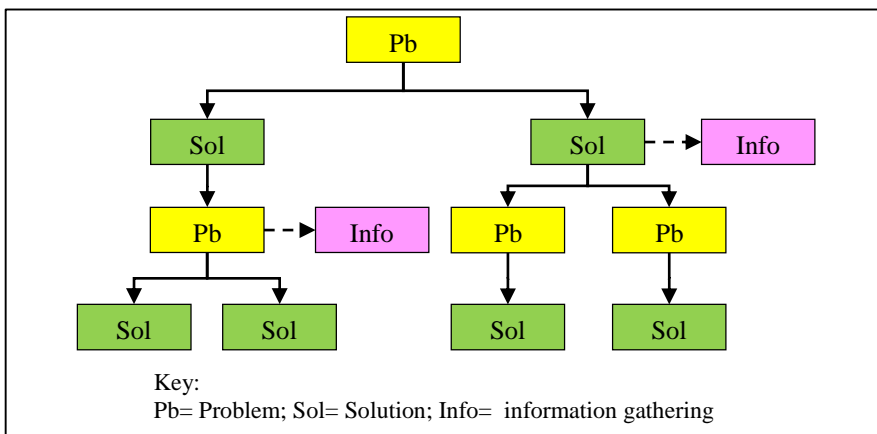 Pb
Sol
Sol
Info
Pb
Info
Pb
Pb
Sol
Sol
Sol
Sol
Key:
Pb= Problem; Sol= Solution; Info=  information gathering